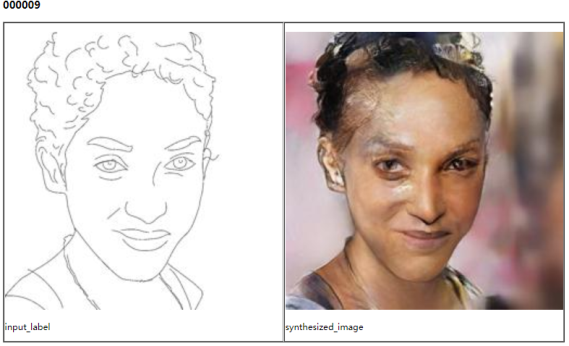 000009
input_label
synthesized_image